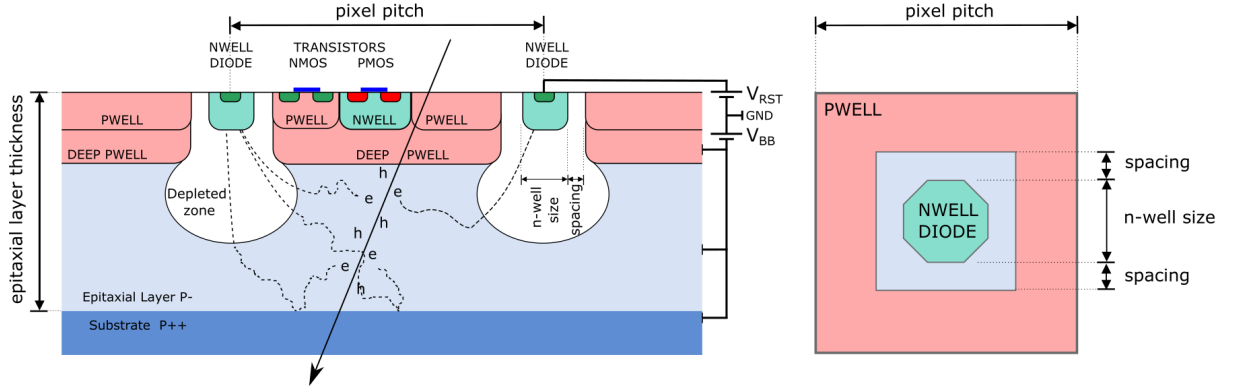 pixel pitch
NWELL
DIODE
TRANSISTORS
NMOS PMOS
NWELL
DIODE
V_RST
GND
V_BB
PWELL
PWELL
NWELL
PWELL
DEEP PWELL
DEEP PWELL
epitaxial layer thickness
Depleted
zone
h
e
e
h
h
e
e
h
n-well
size
spacing
Epitaxial Layer P-
Substrate P++
pixel pitch
PWELL
NWELL
DIODE
spacing
n-well size
spacing